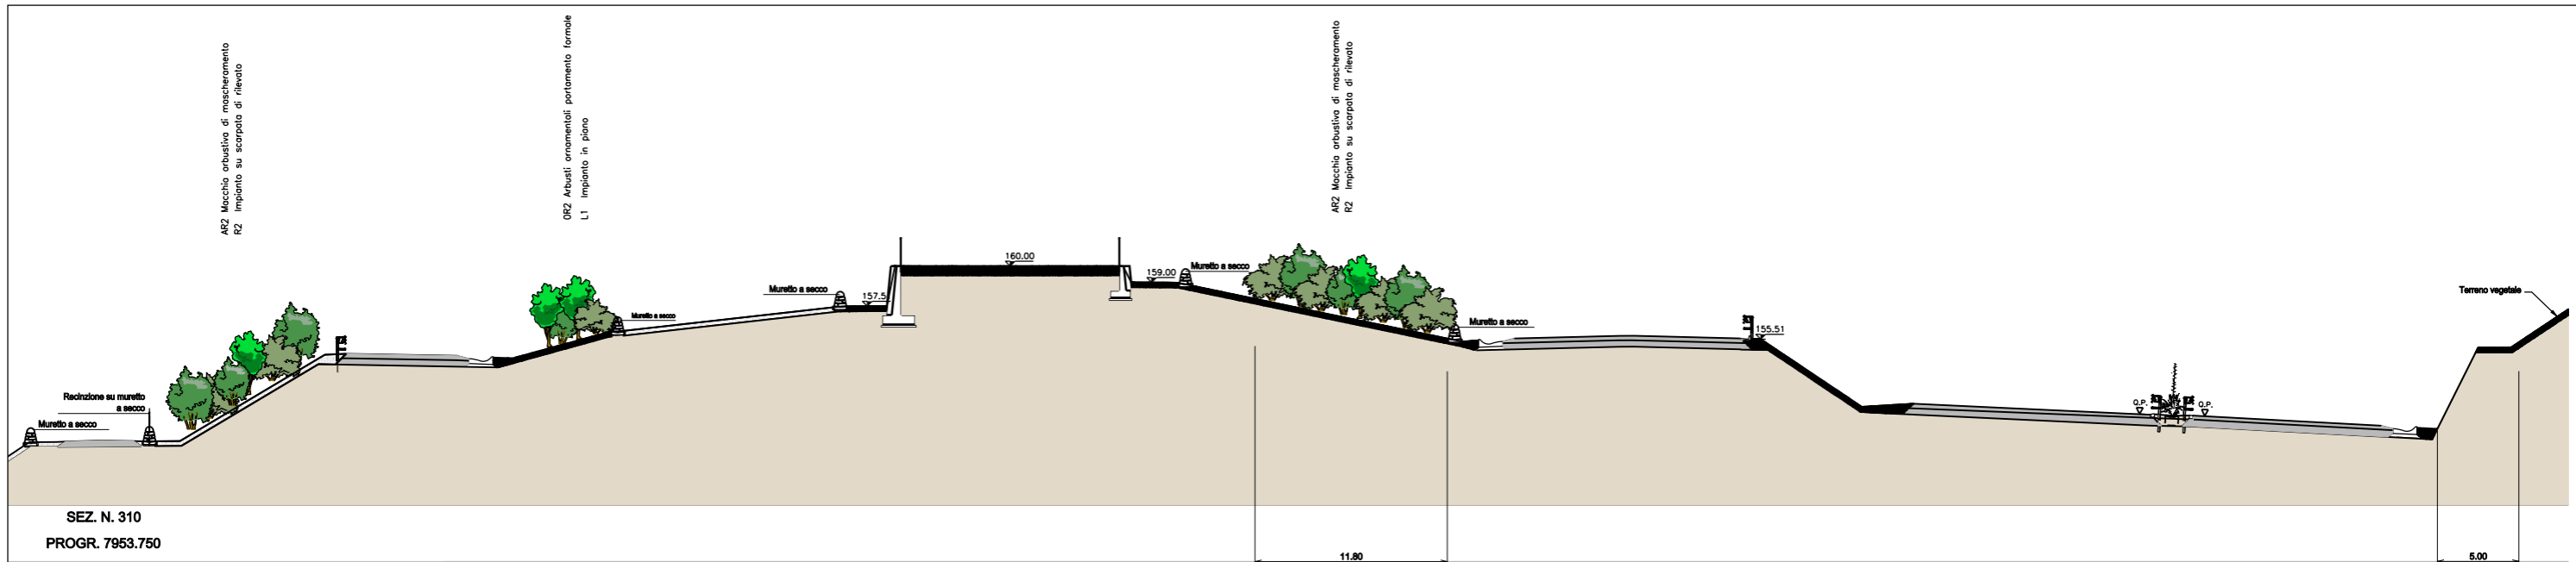 AR2 Macchia arbustiva di mascheramento
R2 Impianto su scarpata di rilevato
OR2 Arbusti ornamentali portamento formale
L1 Impianto in piano
AR2 Macchia arbustiva di mascheramento
R2 Impianto su scarpata di rilevato
160.00
159.00
Muretto a secco
Muretto a secco
157.5
Muretto a secco
Muretto a secco
155.51
Terreno vegetale
Recinzione su muretto
a secco
Muretto a secco
Q.P.
Q.P.
SEZ. N. 310
PROGR. 7953.750
11.80
5.00